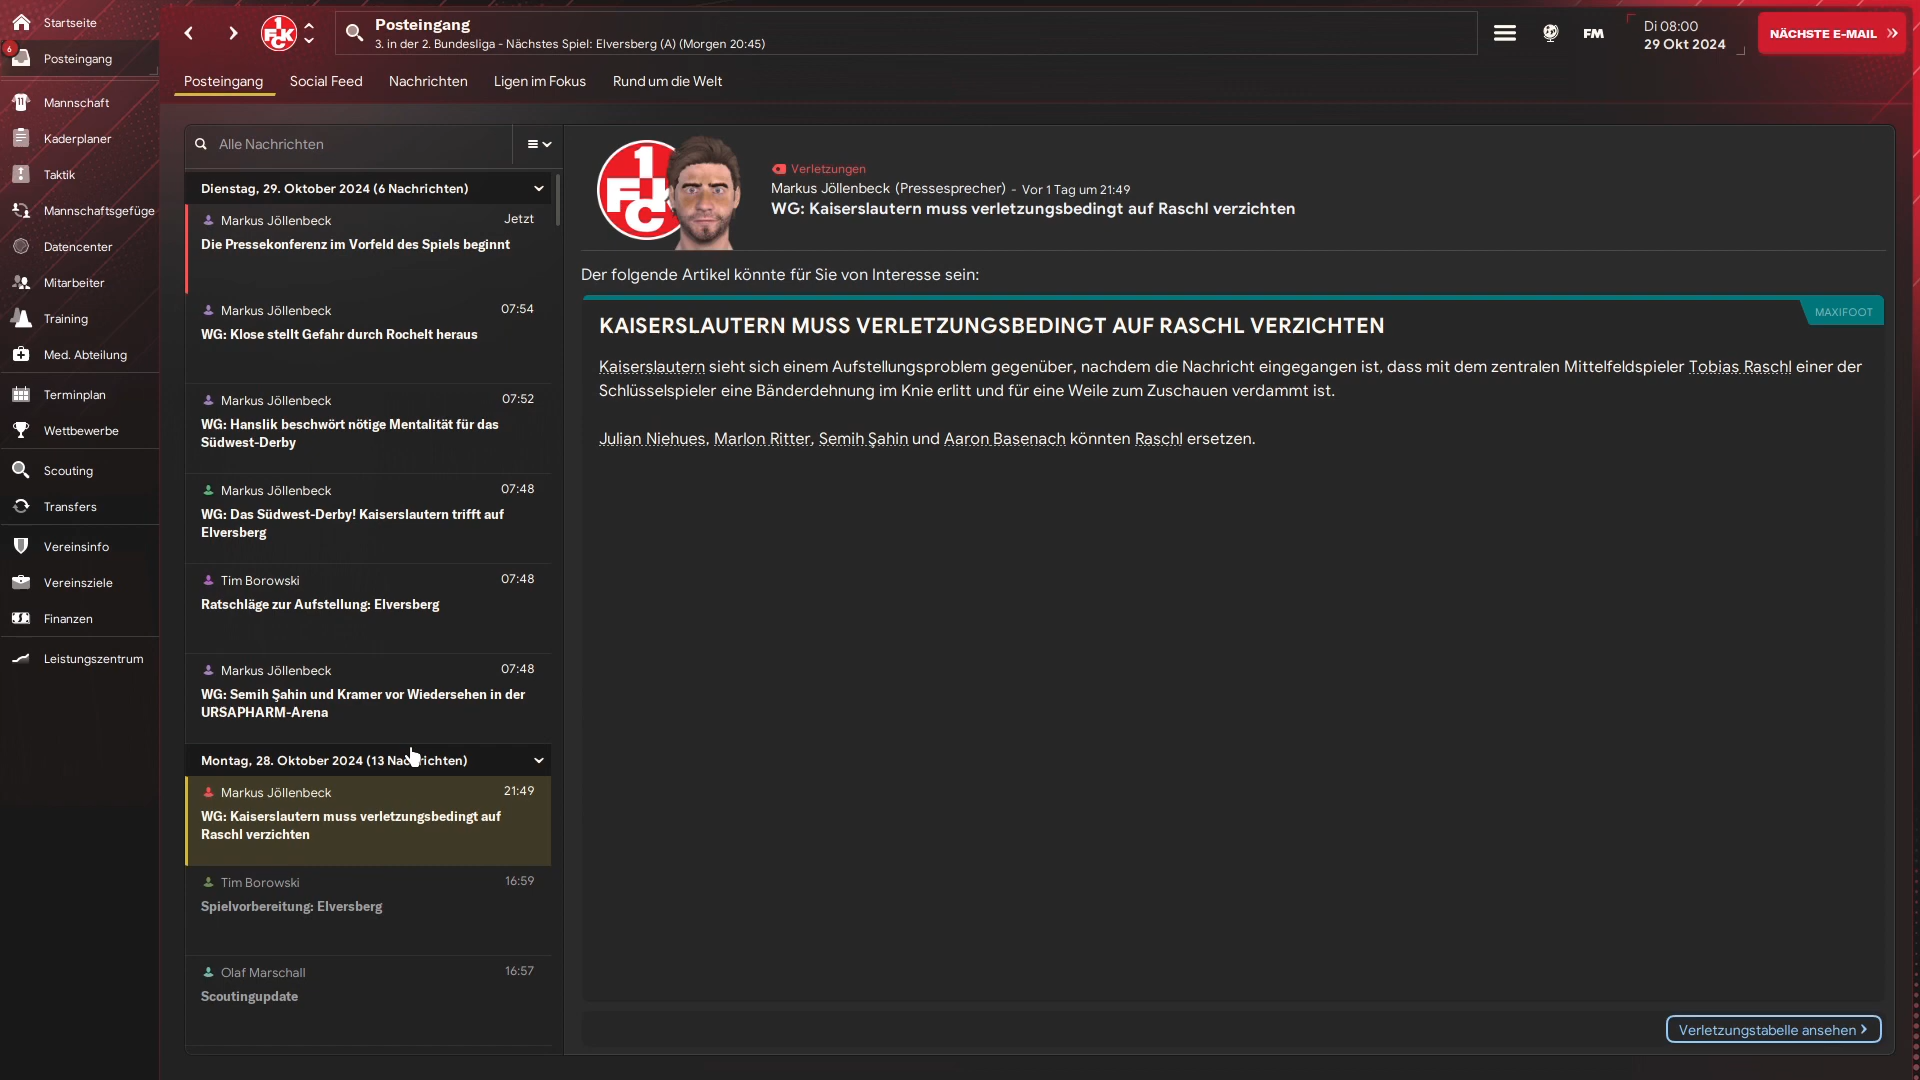 Startseite
6
Posteingang
Mannschaft
Kaderplaner
Taktik
Mannschaftsgefüge
Datencenter
Mitarbeiter
Training
Med. Abteilung
Terminplan
Wettbewerbe
Scouting
Transfers
Vereinsinfo
Vereinsziele
Finanzen
Leistungszentrum
1
FCK
Posteingang
3. in der 2. Bundesliga - Nächstes Spiel: Elversberg (A) (Morgen 20:45)
FM
Di 08:00
29 Okt 2024
NÄCHSTE E-MAIL
Posteingang Social Feed Nachrichten Ligen im Fokus Rund um die Welt
Alle Nachrichten
Dienstag, 29. Oktober 2024 (6 Nachrichten)
Markus Jöllenbeck Jetzt
Die Pressekonferenz im Vorfeld des Spiels beginnt
Markus Jöllenbeck 07:54
WG: Klose stellt Gefahr durch Rochelt heraus
Markus Jöllenbeck 07:52
WG: Hanslik beschwört nötige Mentalität für das
Südwest-Derby
Markus Jöllenbeck 07:48
WG: Das Südwest-Derby! Kaiserslautern trifft auf
Elversberg
Tim Borowski 07:48
Ratschläge zur Aufstellung: Elversberg
Markus Jöllenbeck 07:48
WG: Semih Şahin und Kramer vor Wiedersehen in der
URSAPHARM-Arena
Montag, 28. Oktober 2024 (13 Nachrichten)
Markus Jöllenbeck 21:49
WG: Kaiserslautern muss verletzungsbedingt auf
Raschl verzichten
Tim Borowski 16:59
Spielvorbereitung: Elversberg
Olaf Marschall 16:57
Scoutingupdate
1
FCK
Verletzungen
Markus Jöllenbeck (Pressesprecher) - Vor 1 Tag um 21:49
WG: Kaiserslautern muss verletzungsbedingt auf Raschl verzichten
Der folgende Artikel könnte für Sie von Interesse sein:
MAXIFOOT
KAISERSLAUTERN MUSS VERLETZUNGSBEDINGT AUF RASCHL VERZICHTEN
Kaiserslautern sieht sich einem Aufstellungsproblem gegenüber, nachdem die Nachricht eingegangen ist, dass mit dem zentralen Mittelfeldspieler Tobias Raschl einer der
Schlüsselspieler eine Bänderdehnung im Knie erlitt und für eine Weile zum Zuschauen verdammt ist.
Julian Niehues, Marlon Ritter, Semih Şahin und Aaron Basenach könnten Raschl ersetzen.
Verletzungstabelle ansehen